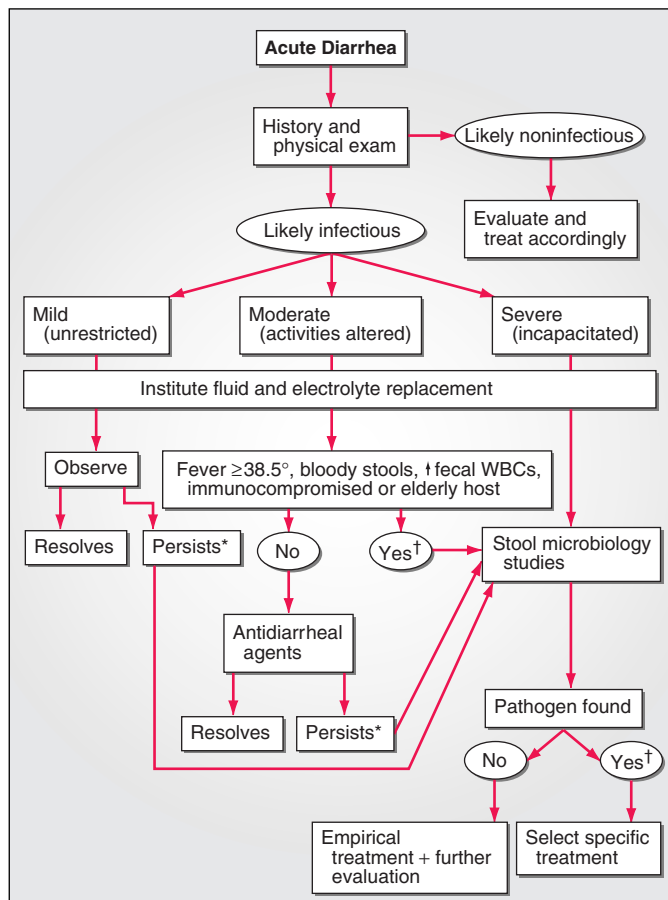 Acute Diarrhea
History and
physical exam
Likely noninfectious
Evaluate and
treat accordingly
Likely infectious
Mild
(unrestricted)
Moderate
(activities altered)
Severe
(incapacitated)
Institute fluid and electrolyte replacement
Observe
Fever ≥38.5°, bloody stools, ↑ fecal WBCs,
immunocompromised or elderly host
Resolves
Persists*
No
Yes†
Stool microbiology
studies
Antidiarrheal
agents
Resolves
Persists*
Pathogen found
No
Yes†
Empirical
treatment + further
evaluation
Select specific
treatment